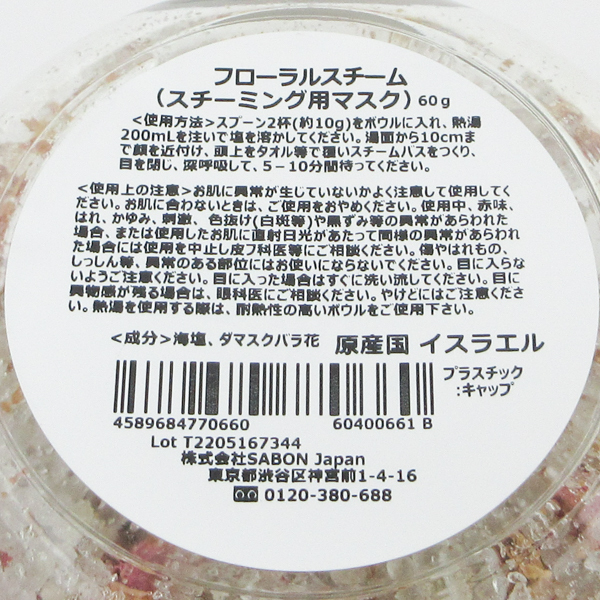 フローラルスチーム
(スチーミング用マスク) 60g
<使用方法>スプーン2杯(約10g)をボウルに入れ、熱湯
200mLを注いで塩を溶かしてください。湯面から10cmま
で顔を近付け、頭上をタオル等で覆いスチームバスをつくり、
目を閉じ、深呼吸して、5-10分間待ってください。
<使用上の注意>お肌に異常が生じていないかよく注意して使用してく
ださい。お肌に合わないときは、ご使用をおやめください。使用中、赤味、
はれ、かゆみ、刺激、色抜け(白斑等)や黒ずみ等の異常があらわれた
場合、または使用したお肌に直射日光があたって同様の異常があらわ
れた場合には使用を中止し皮フ科医等にご相談ください。傷やはれもの、
しっしん等、異常のある部位にはお使いにならないでください。目に入らな
いようご注意ください。目に入った場合はすぐに洗い流してください。目に
異物感が残る場合は、眼科医にご相談ください。やけどにはご注意くださ
い。熱湯を使用する際は、耐熱性の高いボウルをご使用下さい。
<成分>海塩、ダマスクバラ花 原産国 イスラエル
プラスチック
:キャップ
4589684770660 60400661 B
Lot T2205167344
株式会社SABON Japan
東京都渋谷区神宮前1-4-16
0120-380-688